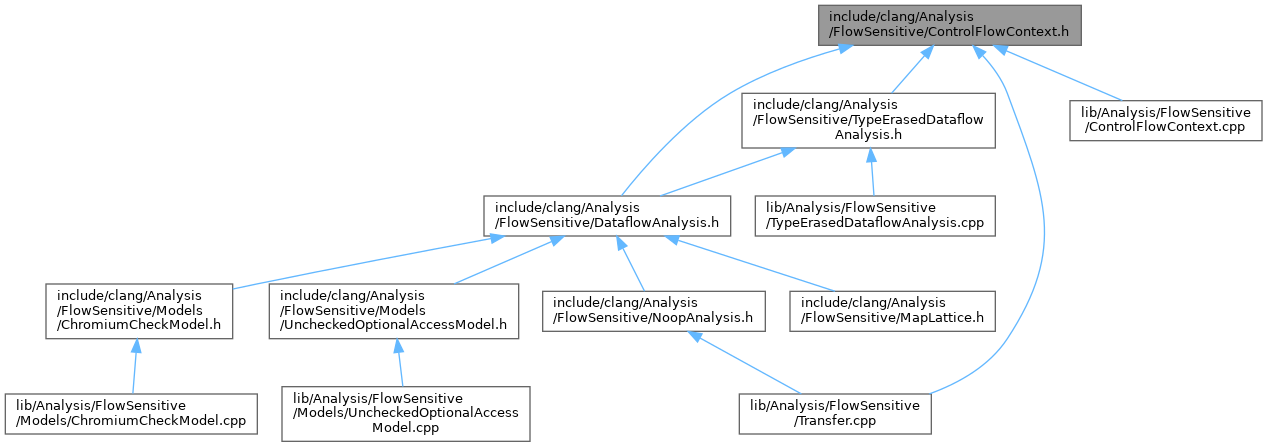 include/clang/Analysis
/FlowSensitive/ControlFlowContext.h
include/clang/Analysis
/FlowSensitive/TypeErasedDataflow
Analysis.h
lib/Analysis/FlowSensitive
/ControlFlowContext.cpp
include/clang/Analysis
/FlowSensitive/DataflowAnalysis.h
lib/Analysis/FlowSensitive
/TypeErasedDataflowAnalysis.cpp
include/clang/Analysis
/FlowSensitive/Models
/ChromiumCheckModel.h
include/clang/Analysis
/FlowSensitive/Models
/UncheckedOptionalAccessModel.h
include/clang/Analysis
/FlowSensitive/NoopAnalysis.h
include/clang/Analysis
/FlowSensitive/MapLattice.h
lib/Analysis/FlowSensitive
/Models/ChromiumCheckModel.cpp
lib/Analysis/FlowSensitive
/Models/UncheckedOptionalAccess
Model.cpp
lib/Analysis/FlowSensitive
/Transfer.cpp